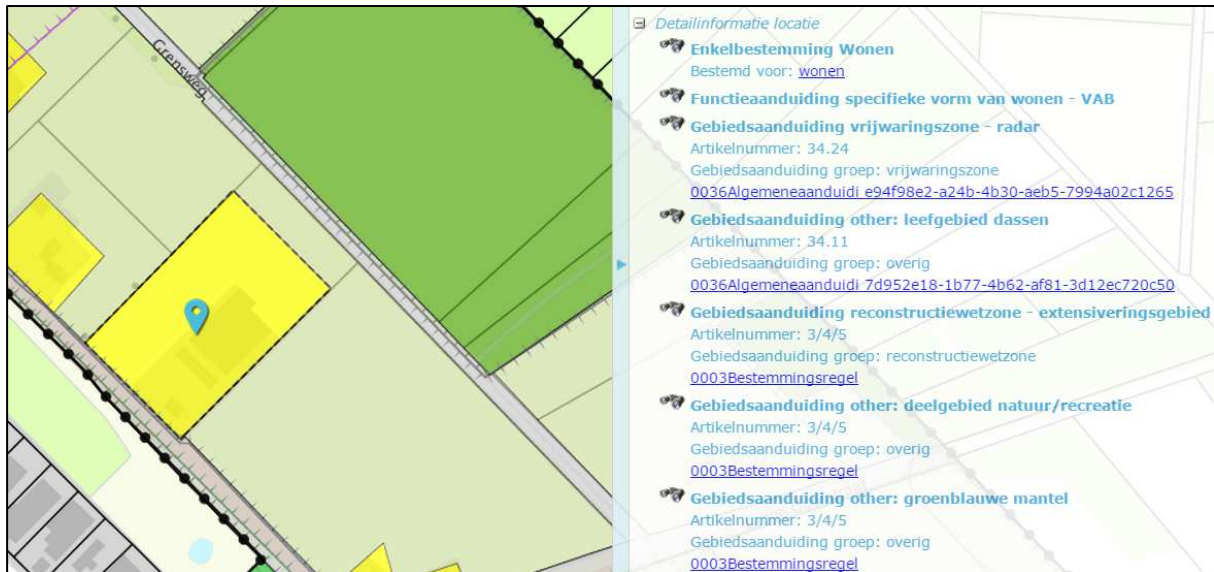 Grensweg
Detailinformatie locatie
Enkelbestemming Wonen
Bestemd voor: wonen
Functieaanduiding specifieke vorm van wonen - VAB
Gebiedsaanduiding vrijwaringszone - radar
Artikelnummer: 34.24
Gebiedsaanduiding groep: vrijwaringszone
0036Algemeneaanduidi_e94f98e2-a24b-4b30-aeb5-7994a02c1265
Gebiedsaanduiding other: leefgebied dassen
Artikelnummer: 34.11
Gebiedsaanduiding groep: overig
0036Algemeneaanduidi_7d952e18-1b77-4b62-af81-3d12ec720c50
Gebiedsaanduiding reconstructiewetzone - extensiveringsgebied
Artikelnummer: 3/4/5
Gebiedsaanduiding groep: reconstructiewetzone
0003Bestemmingsregel
Gebiedsaanduiding other: deelgebied natuur/recreatie
Artikelnummer: 3/4/5
Gebiedsaanduiding groep: overig
0003Bestemmingsregel
Gebiedsaanduiding other: groenblauwe mantel
Artikelnummer: 3/4/5
Gebiedsaanduiding groep: overig
0003Bestemmingsregel